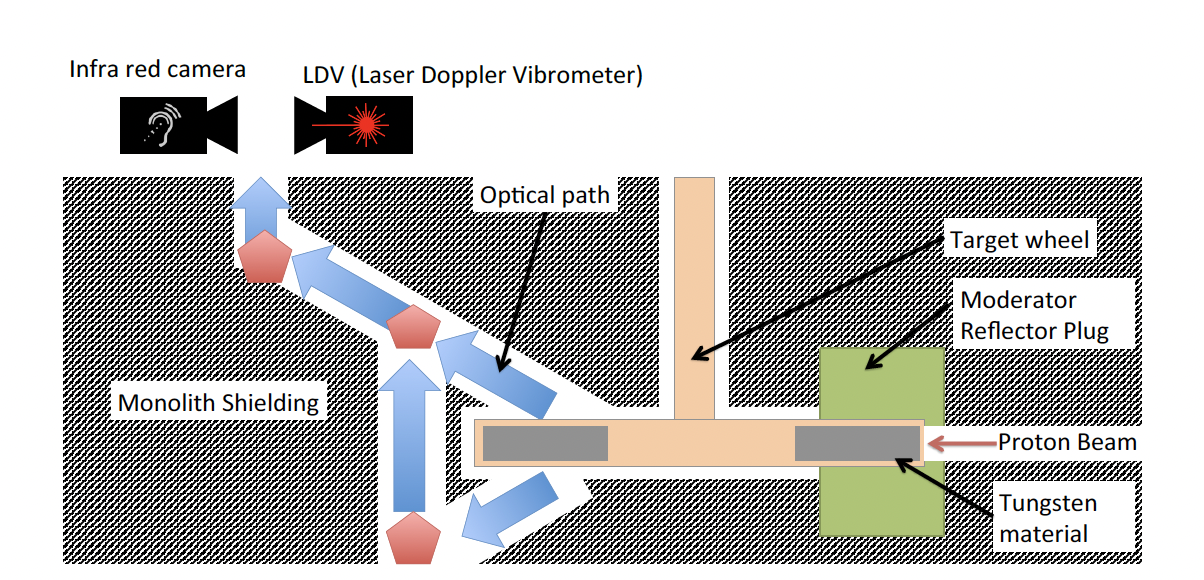 Infra red camera
LDV (Laser Doppler Vibrometer)
Optical path
Target wheel
Moderator
Reflector Plug
Monolith Shielding
Proton Beam
Tungsten
material